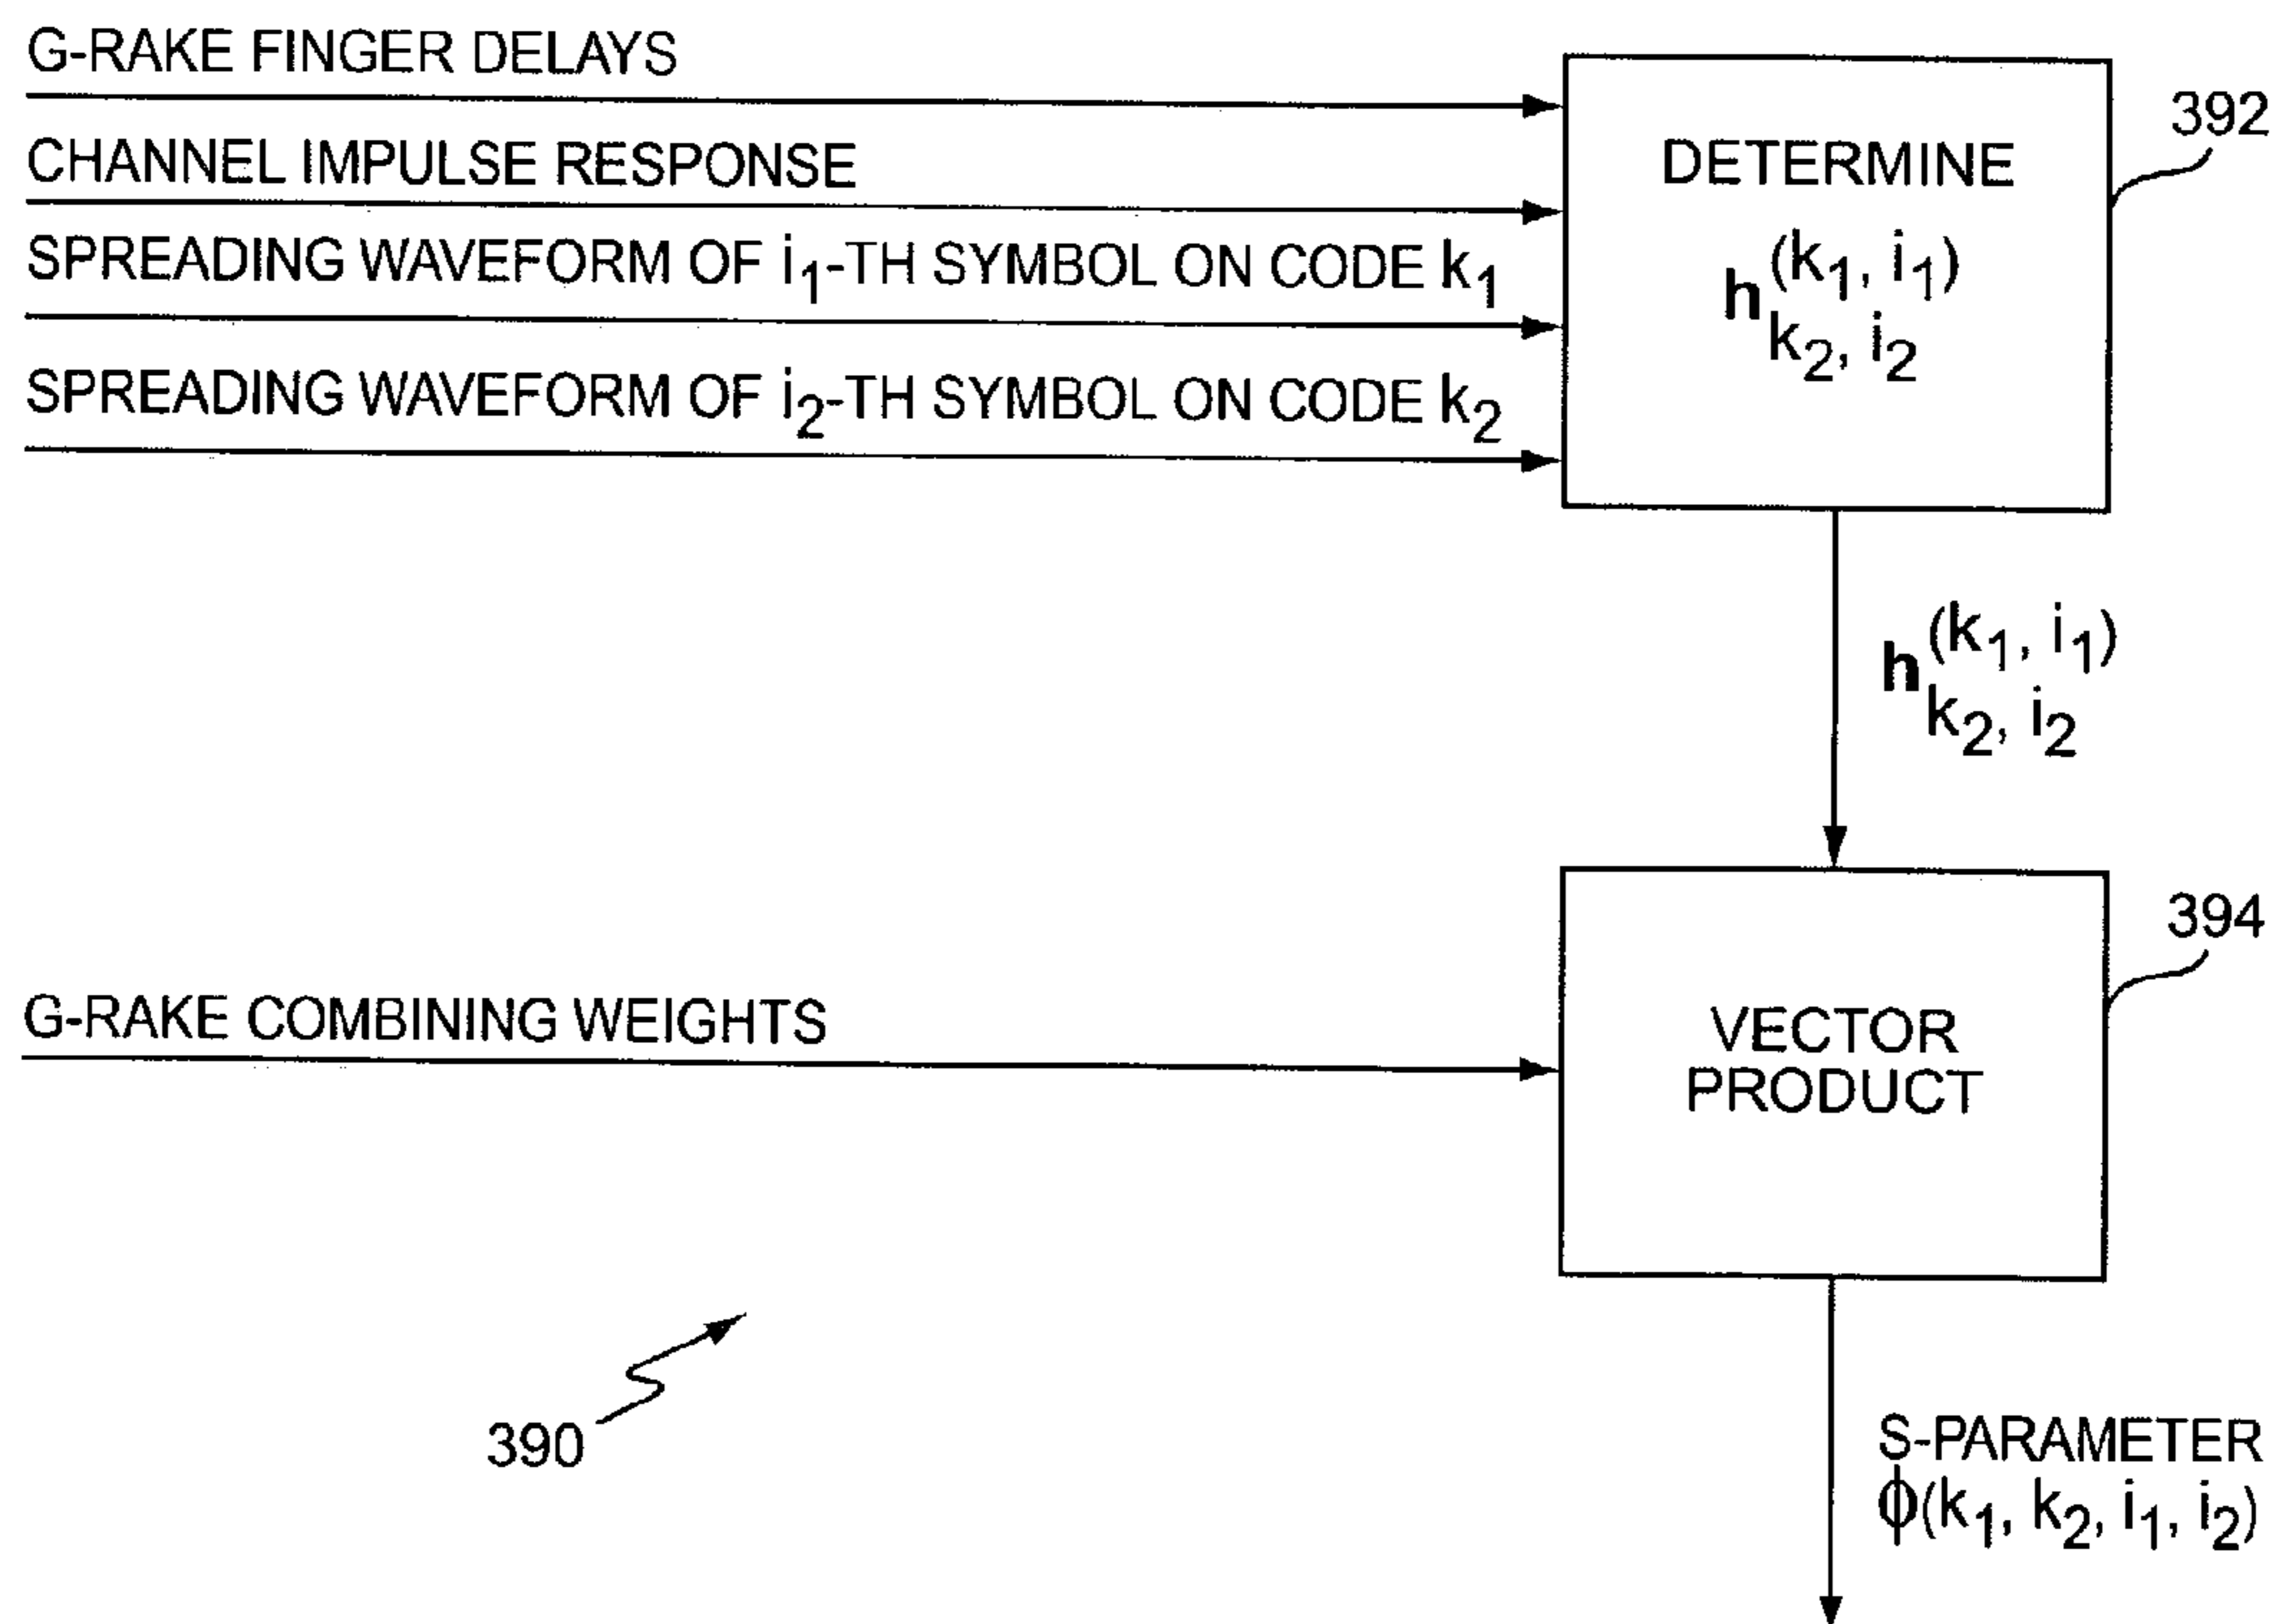 G-RAKE FINGER DELAYS
CHANNEL IMPULSE RESPONSE
SPREADING WAVEFORM OF i₁-TH SYMBOL ON CODE k₁
SPREADING WAVEFORM OF i₂-TH SYMBOL ON CODE k₂
392
DETERMINE
h (k₁, i₁)
k₂, i₂
h (k₁, i₁)
k₂, i₂
394
G-RAKE COMBINING WEIGHTS
VECTOR
PRODUCT
390
S-PARAMETER
ϕ(k₁, k₂, i₁, i₂)